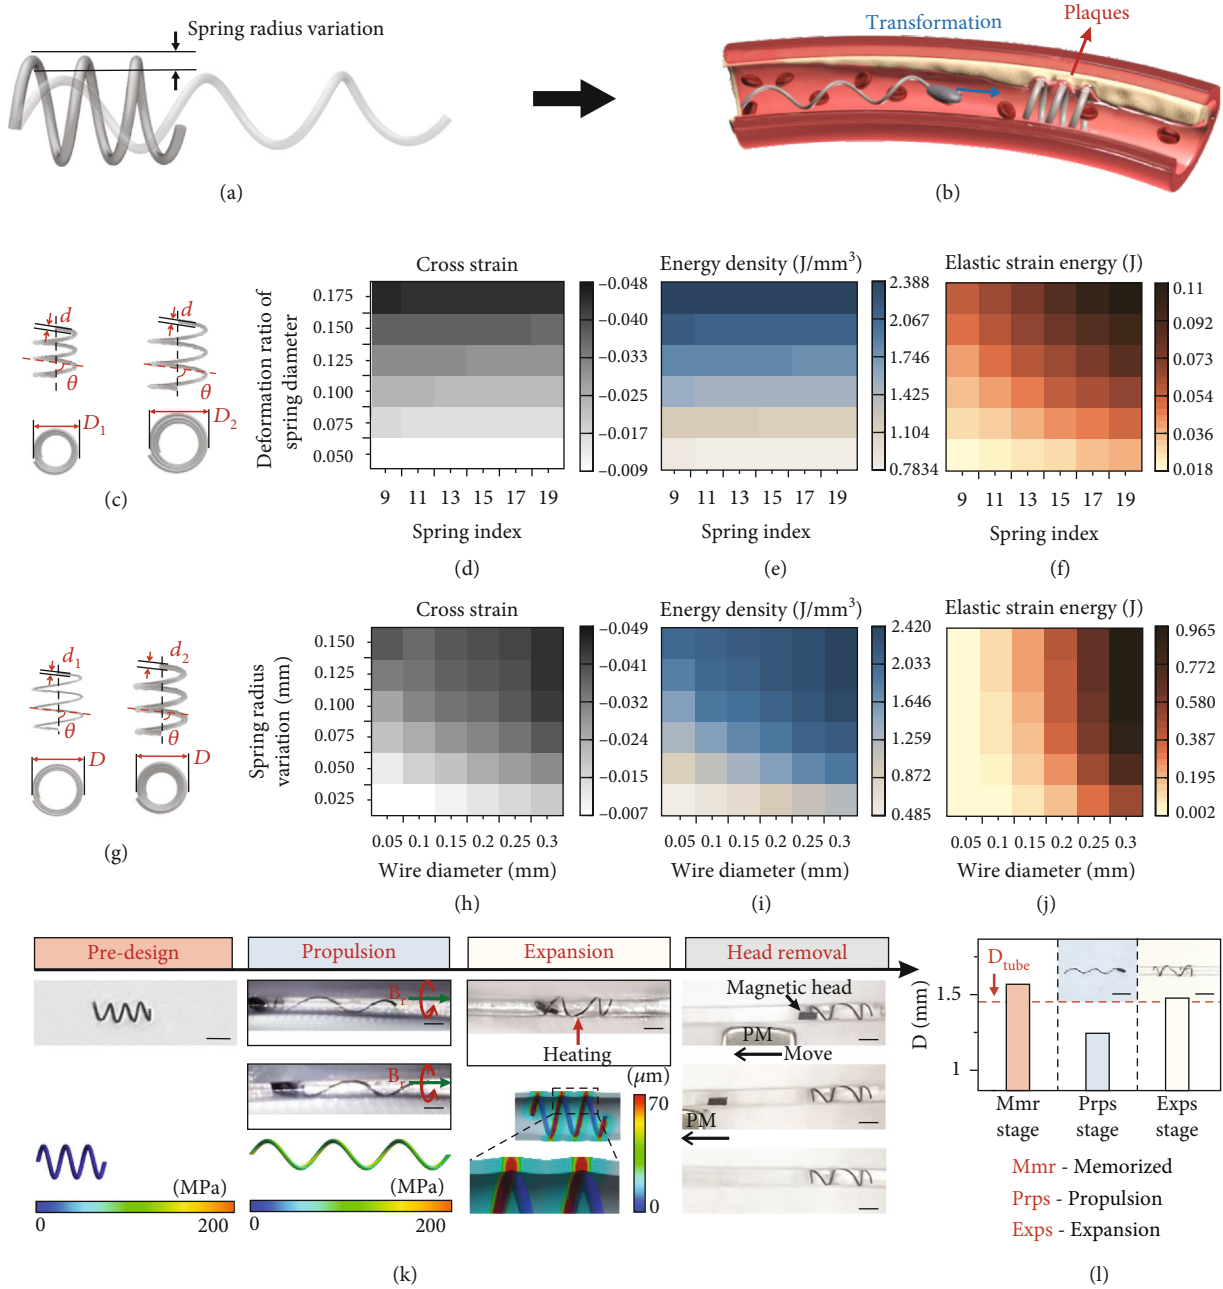 Spring radius variation
(a)
Transformation
Plaques
(b)
d
d
θ
θ
D1
D2
(c)
Cross strain
Deformation ratio of
spring diameter
0.175
0.150
0.125
0.100
0.075
0.050
9 11 13 15 17 19
Spring index
−0.048
−0.040
−0.033
−0.025
−0.017
−0.009
(d)
Energy density (J/mm³)
2.388
2.067
1.746
1.425
1.104
0.7834
9 11 13 15 17 19
Spring index
(e)
Elastic strain energy (J)
0.11
0.092
0.073
0.054
0.036
0.018
9 11 13 15 17 19
Spring index
(f)
d1
d2
θ
θ
D
D
(g)
Cross strain
Spring radius
variation (mm)
0.150
0.125
0.100
0.075
0.050
0.025
0.05 0.1 0.15 0.2 0.25 0.3
Wire diameter (mm)
−0.049
−0.041
−0.032
−0.024
−0.015
−0.007
(h)
Energy density (J/mm³)
2.420
2.033
1.646
1.259
0.872
0.485
0.05 0.1 0.15 0.2 0.25 0.3
Wire diameter (mm)
(i)
Elastic strain energy (J)
0.965
0.772
0.580
0.387
0.195
0.002
0.05 0.1 0.15 0.2 0.25 0.3
Wire diameter (mm)
(j)
Pre-design
Propulsion
Expansion
Head removal
Br
Br
Heating
Magnetic head
PM
Move
PM
(μm)
70
0
(MPa)
0 200
(MPa)
0 200
(k)
Dtube
D (mm)
1.5
1
Mmr
stage
Prps
stage
Exps
stage
Mmr - Memorized
Prps - Propulsion
Exps - Expansion
(l)